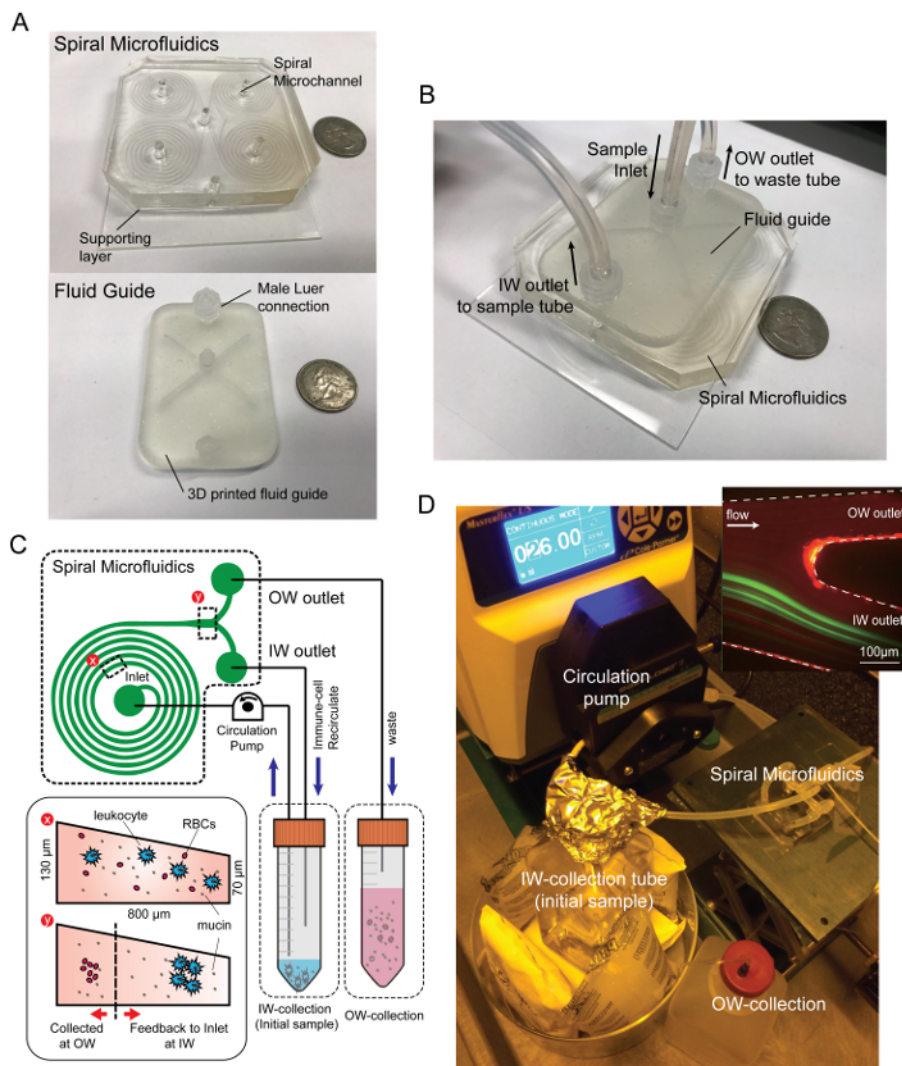 A
Spiral Microfluidics
Spiral
Microchannel
Supporting
layer
Fluid Guide
Male Luer
connection
3D printed fluid guide
B
Sample
Inlet
OW outlet
to waste tube
Fluid guide
IW outlet
to sample tube
Spiral Microfluidics
C
Spiral Microfluidics
y
OW outlet
x
Inlet
IW outlet
Circulation
Pump
Immune-cell
Recirculate
waste
x
leukocyte
RBCs
130 µm
70 µm
mucin
800 µm
y
Collected
at OW
Feedback to Inlet
at IW
IW-collection
(Initial sample)
OW-collection
D
Masterflex L/S
CONTINUOUS MODE
026.00
Cole-Parmer
flow
OW outlet
IW outlet
100µm
Circulation
pump
Spiral Microfluidics
IW-collection tube
(initial sample)
OW-collection